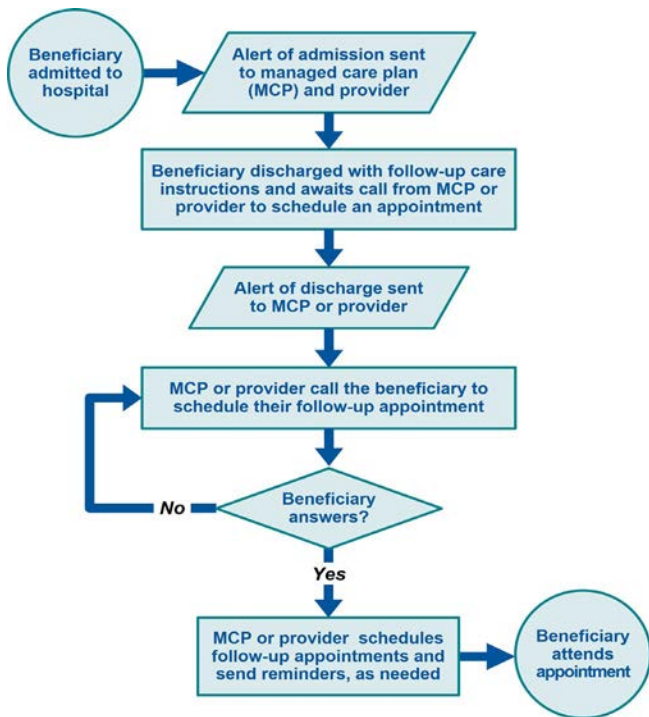 Beneficiary
admitted to
hospital
Alert of admission sent
to managed care plan
(MCP) and provider
Beneficiary discharged with follow-up care
instructions and awaits call from MCP or
provider to schedule an appointment
Alert of discharge sent
to MCP or provider
MCP or provider call the beneficiary to
schedule their follow-up appointment
Beneficiary
answers?
No
Yes
MCP or provider schedules
follow-up appointments and
send reminders, as needed
Beneficiary
attends
appointment